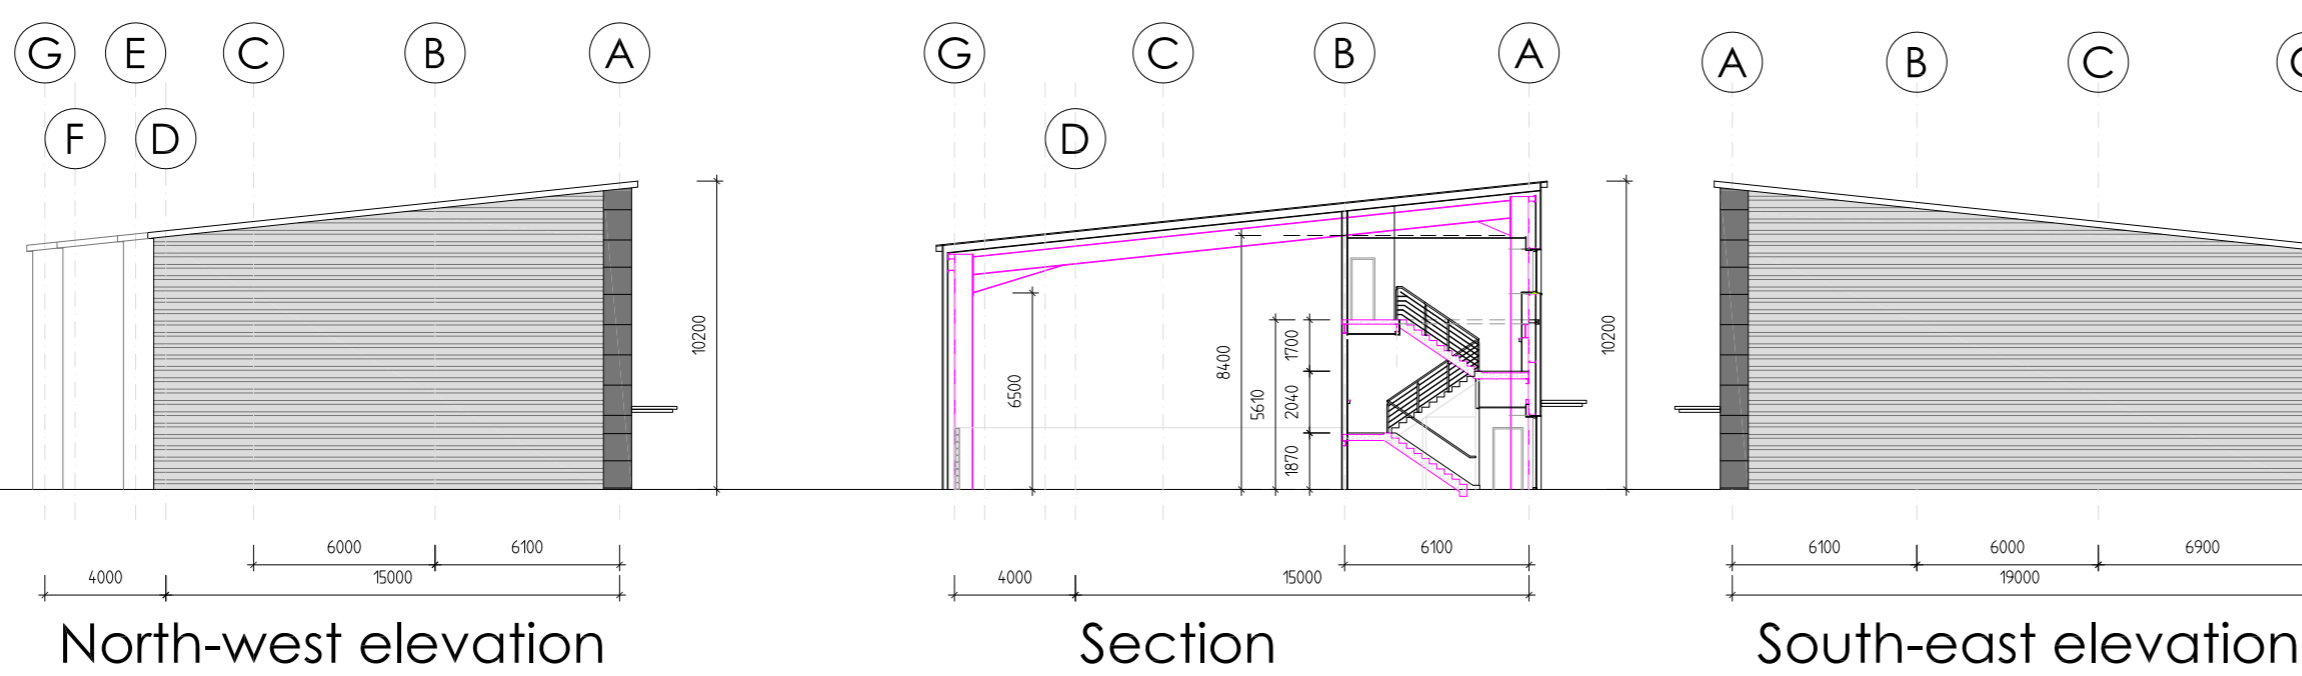 G E C B A
F D
10200
6000 6100
4000 15000
North-west elevation
G C B A
D
10200
6500
8400
5610
1700
2040
1870
6100
4000 15000
Section
A B C
6100 6000 6900
19000
South-east elevation